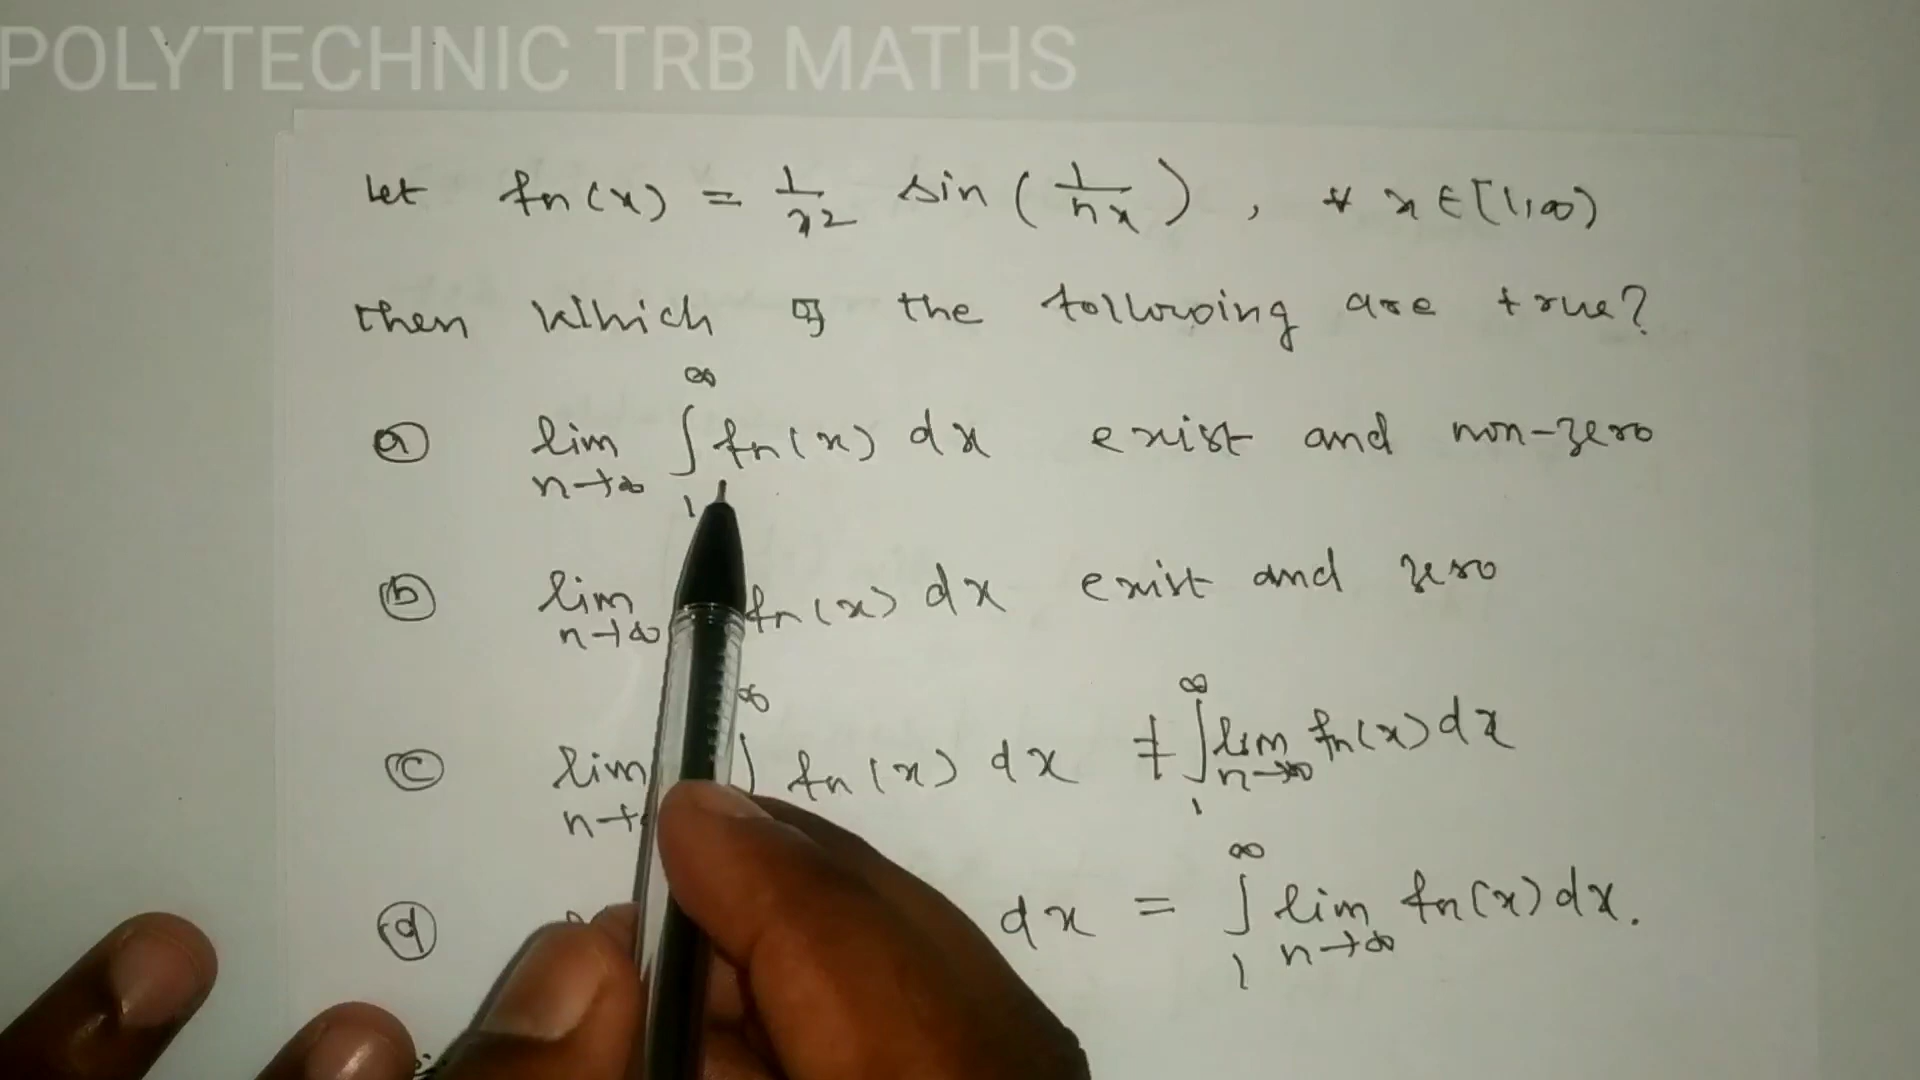 POLYTECHNIC TRB MATHS
Let fn(x) = 1/x2 sin (1/nx), ∀ x ∈ [1,∞)
then which of the following are true?
(a) lim n→∞ ∫ 1 ∞ fn(x) dx exist and non-zero
(b) lim n→∞ fn(x) dx exist and zero
(c) lim n→ ∫ ∞ fn(x) dx ≠ ∫ 1 ∞ lim n→∞ fn(x) dx
(d) dx = ∫ 1 ∞ lim n→∞ fn(x) dx.